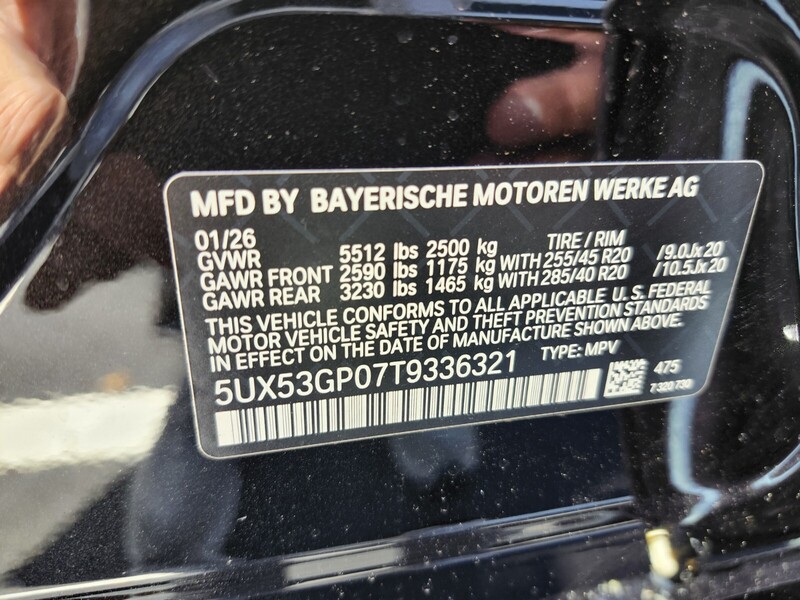 MFD BY BAYERISCHE MOTOREN WERKE AG
01/26 TIRE / RIM
GVWR 5512 lbs 2500 kg
GAWR FRONT 2590 lbs 1175 kg WITH 255/45 R20 /9.0Jx20
GAWR REAR 3230 lbs 1465 kg WITH 285/40 R20 /10.5Jx20
THIS VEHICLE CONFORMS TO ALL APPLICABLE U.S. FEDERAL
MOTOR VEHICLE SAFETY AND THEFT PREVENTION STANDARDS
IN EFFECT ON THE DATE OF MANUFACTURE SHOWN ABOVE.
5UX53GP07T9336321 TYPE: MPV
475
7 320 730